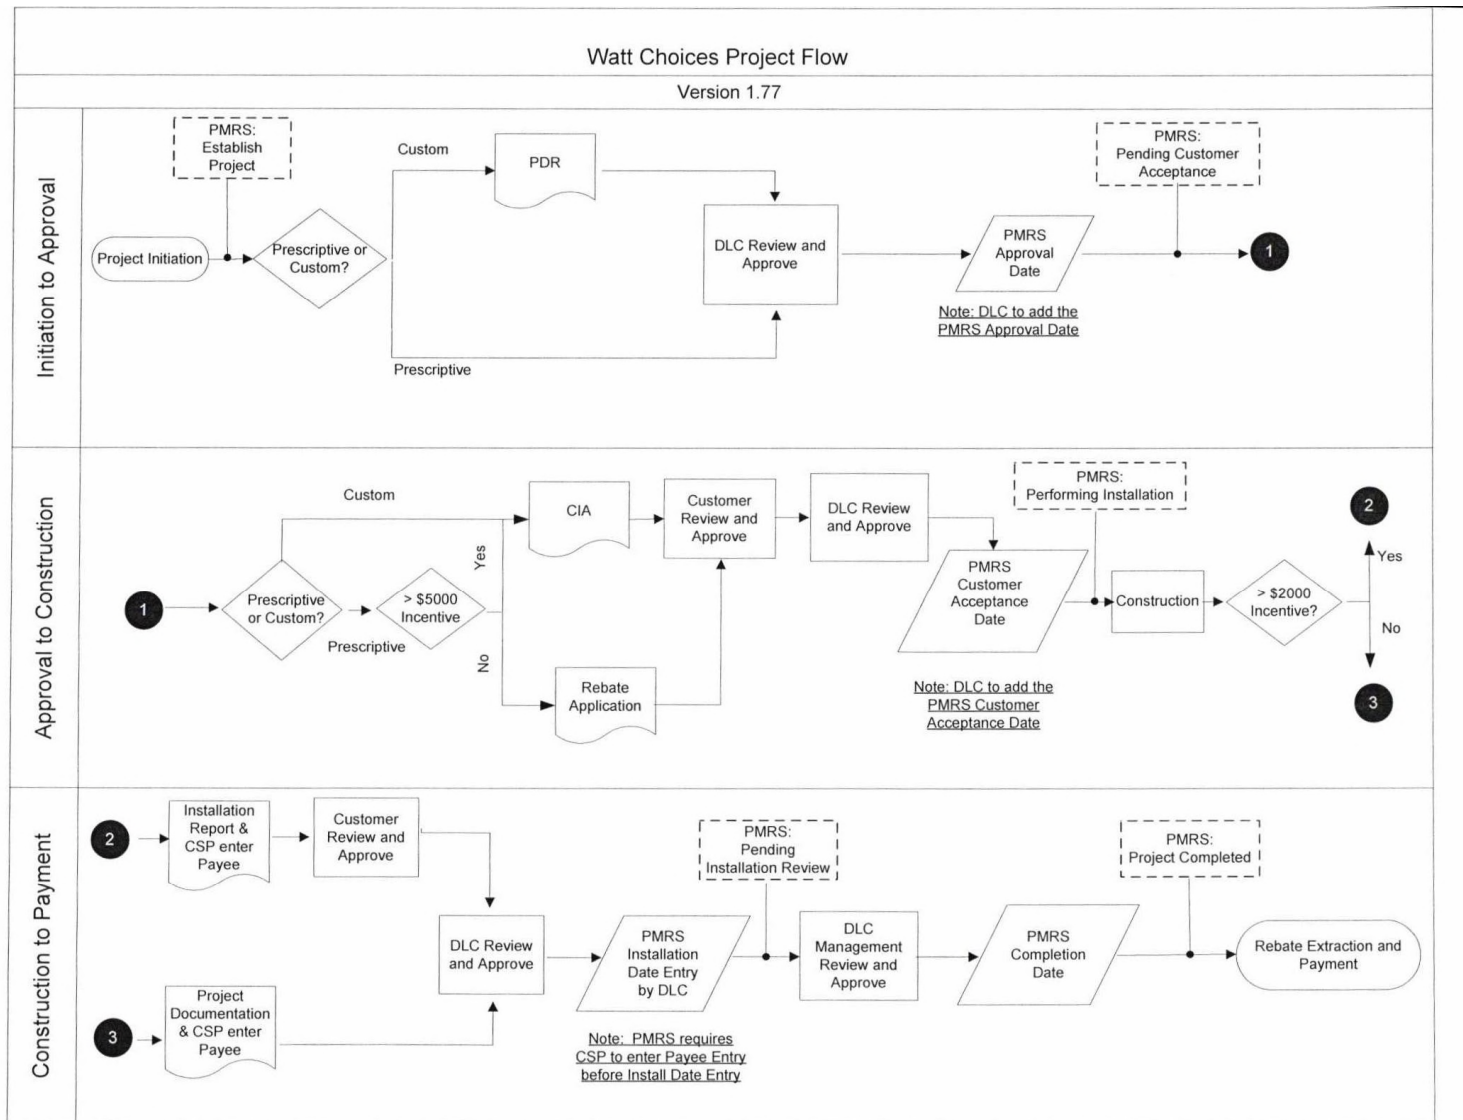 Watt Choices Project Flow
Version 1.77
Initiation to Approval
PMRS:
Establish
Project
Custom
PDR
PMRS:
Pending Customer
Acceptance
Project Initiation
Prescriptive or
Custom?
DLC Review and
Approve
PMRS
Approval
Date
1
Note: DLC to add the
PMRS Approval Date
Prescriptive
Approval to Construction
Custom
CIA
Customer
Review and
Approve
DLC Review
and Approve
PMRS:
Performing Installation
2
Yes
Yes
1
Prescriptive
or Custom?
> $5000
Incentive
Prescriptive
No
Rebate
Application
PMRS
Customer
Acceptance
Date
Construction
> $2000
Incentive?
No
3
Note: DLC to add the
PMRS Customer
Acceptance Date
Construction to Payment
2
Installation
Report &
CSP enter
Payee
Customer
Review and
Approve
PMRS:
Pending
Installation Review
PMRS:
Project Completed
DLC Review
and Approve
PMRS
Installation
Date Entry
by DLC
DLC
Management
Review and
Approve
PMRS
Completion
Date
Rebate Extraction and
Payment
3
Project
Documentation
& CSP enter
Payee
Note: PMRS requires
CSP to enter Payee Entry
before Install Date Entry